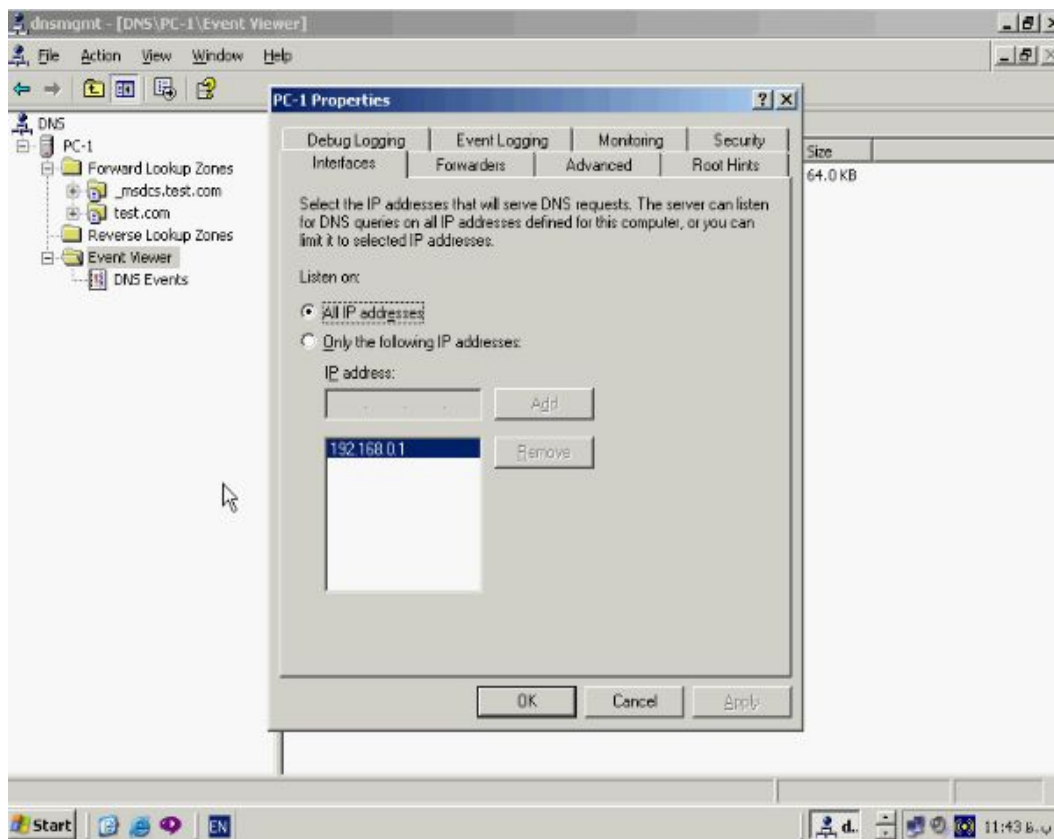 dnsmgmt - [DNS\PC-1\Event Viewer]
File Action View Window Help
DNS
PC-1
Forward Lookup Zones
_msdcs.test.com
test.com
Reverse Lookup Zones
Event Viewer
DNS Events
Size
64.0 KB
PC-1 Properties
Debug Logging Event Logging Monitoring Security
Interfaces Forwarders Advanced Root Hints
Select the IP addresses that will serve DNS requests. The server can listen
for DNS queries on all IP addresses defined for this computer, or you can
limit it to selected IP addresses.
Listen on:
All IP addresses
Only the following IP addresses:
IP address:
Add
192.168.0.1
Remove
OK Cancel Apply
Start EN d.. 11:43